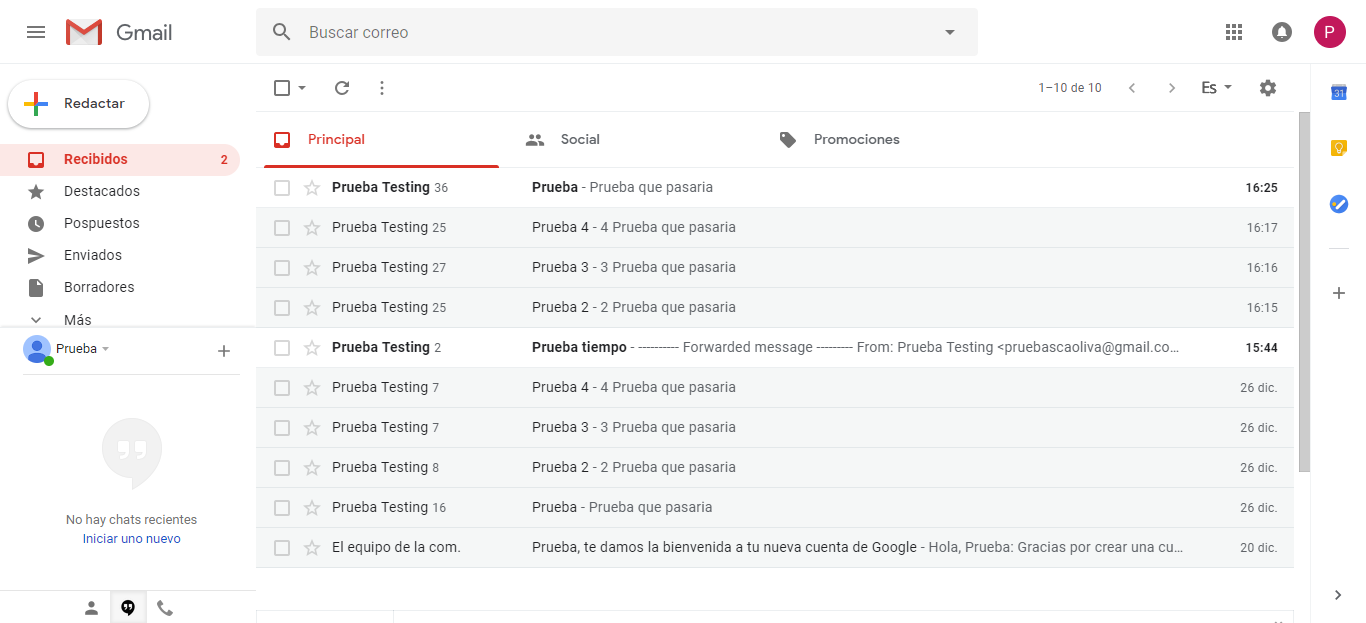 Gmail
Buscar correo
P
Redactar
1–10 de 10
Es
31
Principal
Social
Promociones
Recibidos 2
Destacados
Pospuestos
Enviados
Borradores
Más
Prueba
No hay chats recientes
Iniciar uno nuevo
Prueba Testing 36 Prueba - Prueba que pasaria 16:25
Prueba Testing 25 Prueba 4 - 4 Prueba que pasaria 16:17
Prueba Testing 27 Prueba 3 - 3 Prueba que pasaria 16:16
Prueba Testing 25 Prueba 2 - 2 Prueba que pasaria 16:15
Prueba Testing 2 Prueba tiempo - ---------- Forwarded message --------- From: Prueba Testing <pruebascaoliva@gmail.co… 15:44
Prueba Testing 7 Prueba 4 - 4 Prueba que pasaria 26 dic.
Prueba Testing 7 Prueba 3 - 3 Prueba que pasaria 26 dic.
Prueba Testing 8 Prueba 2 - 2 Prueba que pasaria 26 dic.
Prueba Testing 16 Prueba - Prueba que pasaria 26 dic.
El equipo de la com. Prueba, te damos la bienvenida a tu nueva cuenta de Google - Hola, Prueba: Gracias por crear una cu… 20 dic.